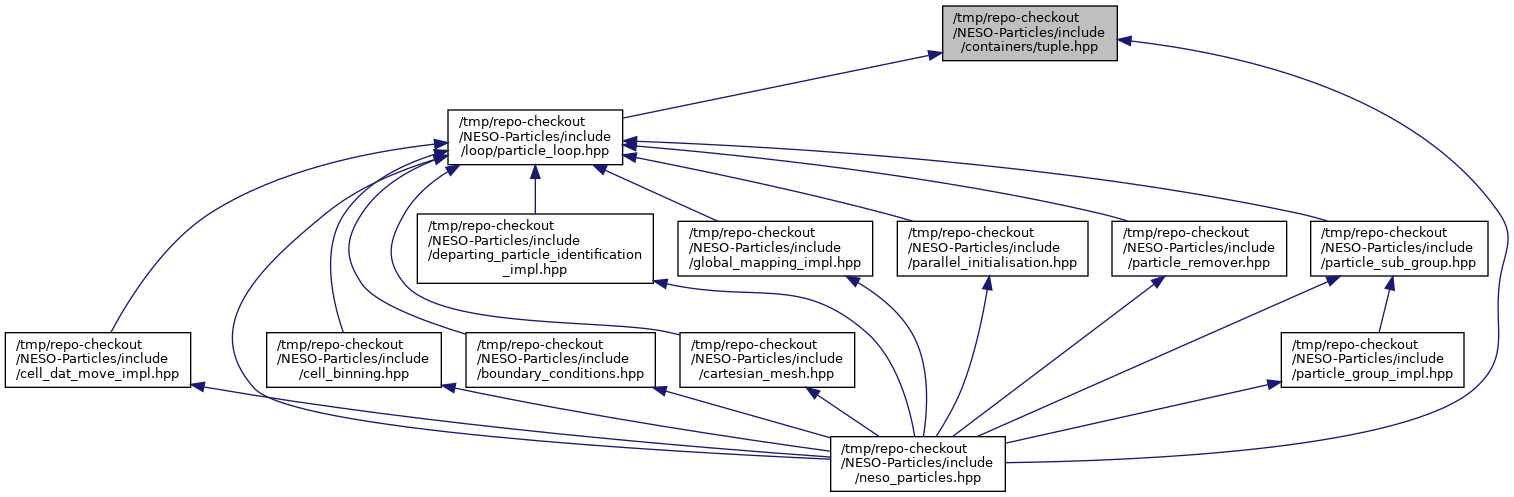 /tmp/repo-checkout
/NESO-Particles/include
/containers/tuple.hpp
/tmp/repo-checkout
/NESO-Particles/include
/loop/particle_loop.hpp
/tmp/repo-checkout
/NESO-Particles/include
/departing_particle_identification
_impl.hpp
/tmp/repo-checkout
/NESO-Particles/include
/global_mapping_impl.hpp
/tmp/repo-checkout
/NESO-Particles/include
/parallel_initialisation.hpp
/tmp/repo-checkout
/NESO-Particles/include
/particle_remover.hpp
/tmp/repo-checkout
/NESO-Particles/include
/particle_sub_group.hpp
/tmp/repo-checkout
/NESO-Particles/include
/cell_dat_move_impl.hpp
/tmp/repo-checkout
/NESO-Particles/include
/cell_binning.hpp
/tmp/repo-checkout
/NESO-Particles/include
/boundary_conditions.hpp
/tmp/repo-checkout
/NESO-Particles/include
/cartesian_mesh.hpp
/tmp/repo-checkout
/NESO-Particles/include
/particle_group_impl.hpp
/tmp/repo-checkout
/NESO-Particles/include
/neso_particles.hpp